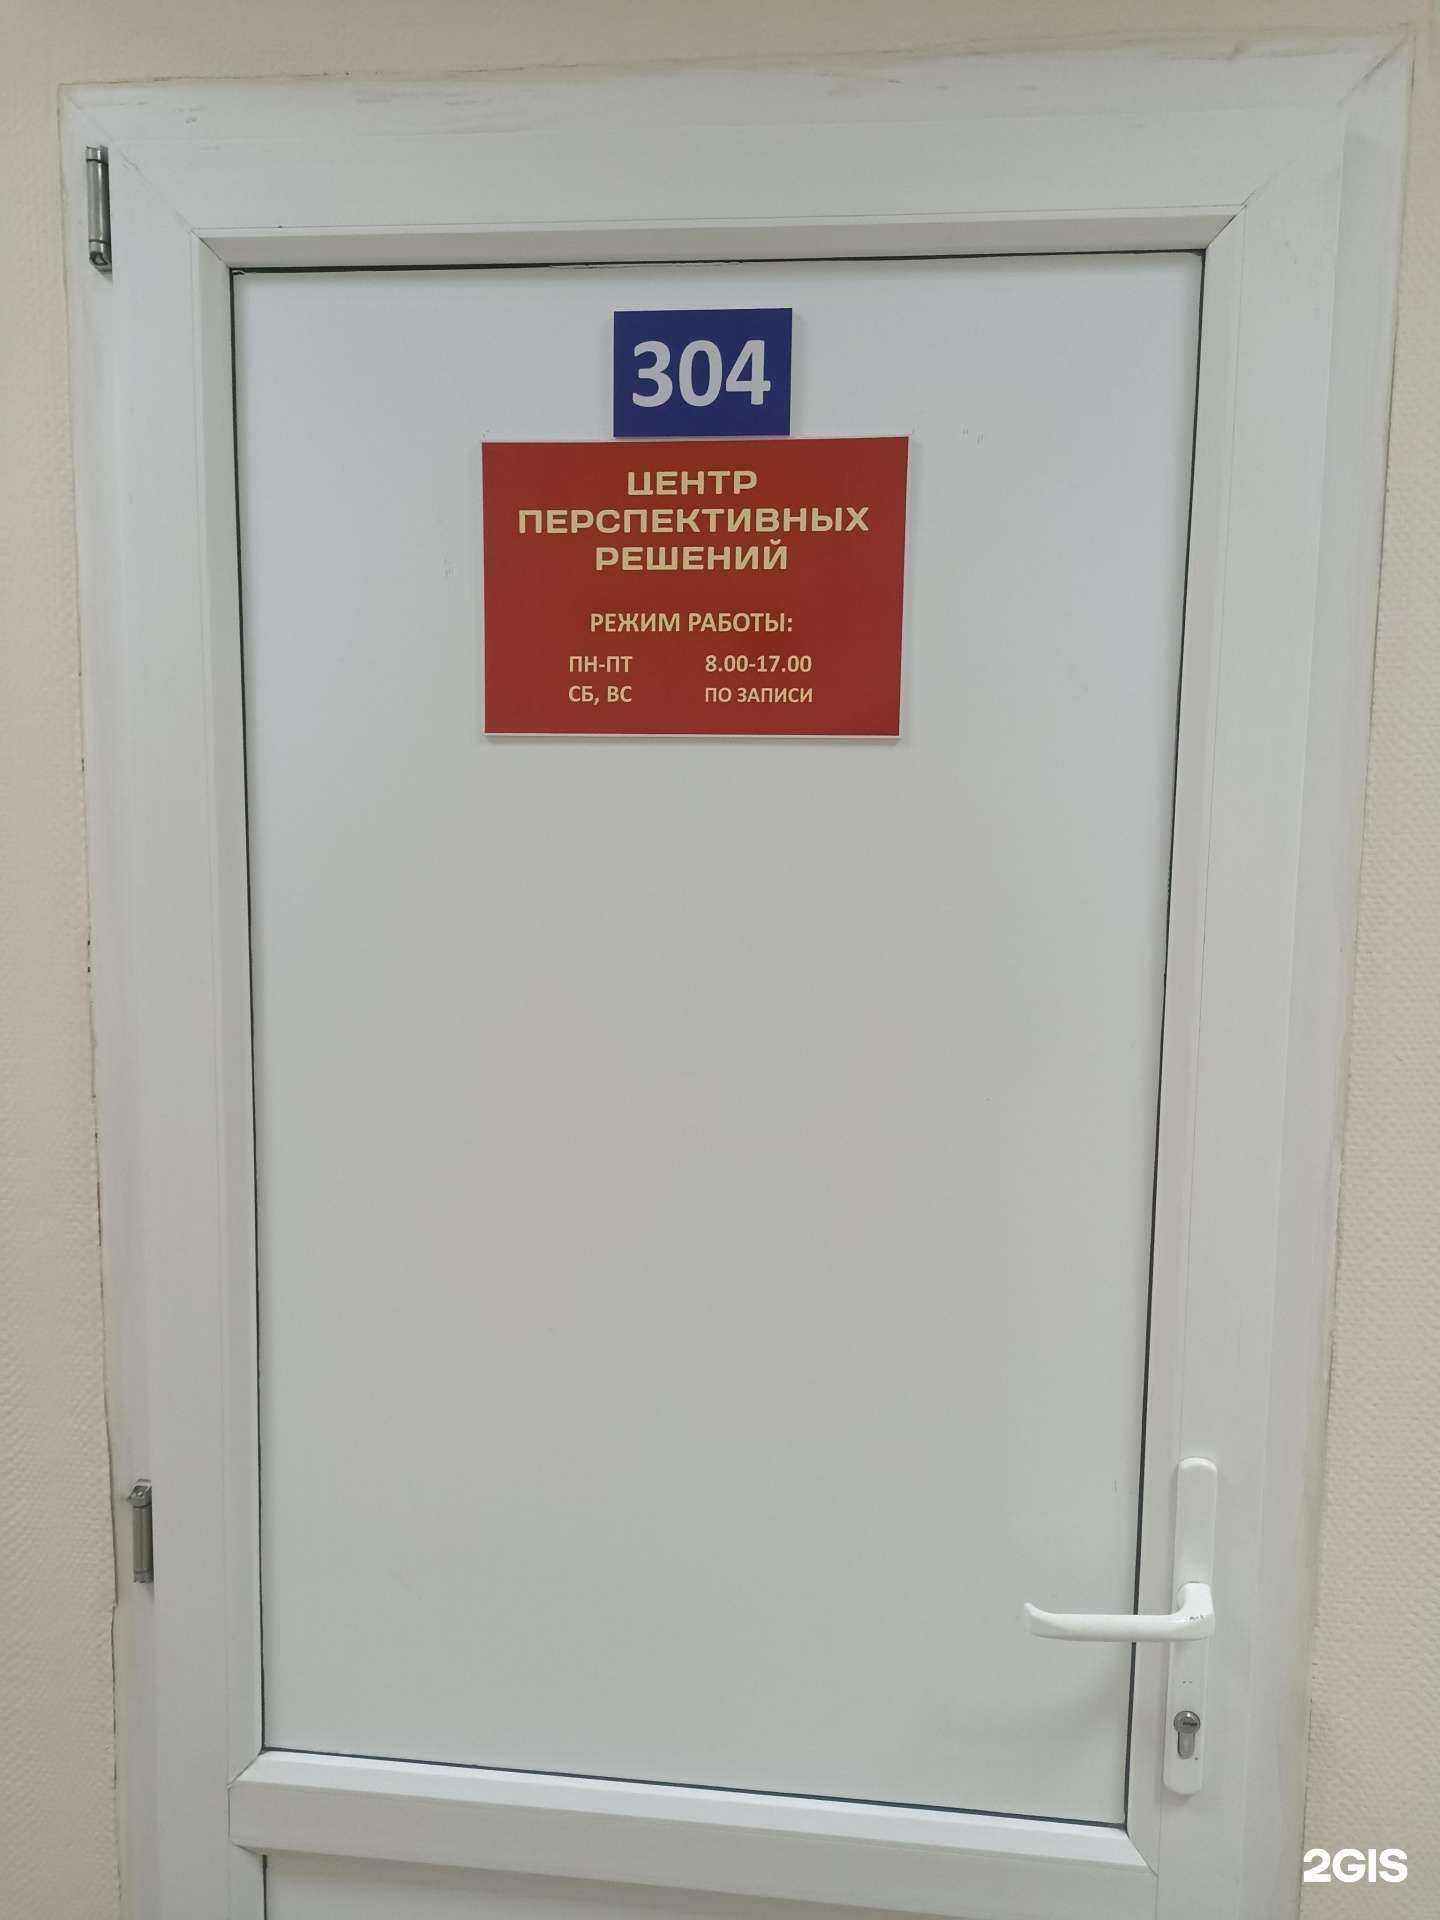 304
ЦЕНТР
ПЕРСПЕКТИВНЫХ
РЕШЕНИЙ
РЕЖИМ РАБОТЫ:
ПН-ПТ 8.00-17.00
СБ, ВС ПО ЗАПИСИ
2GIS